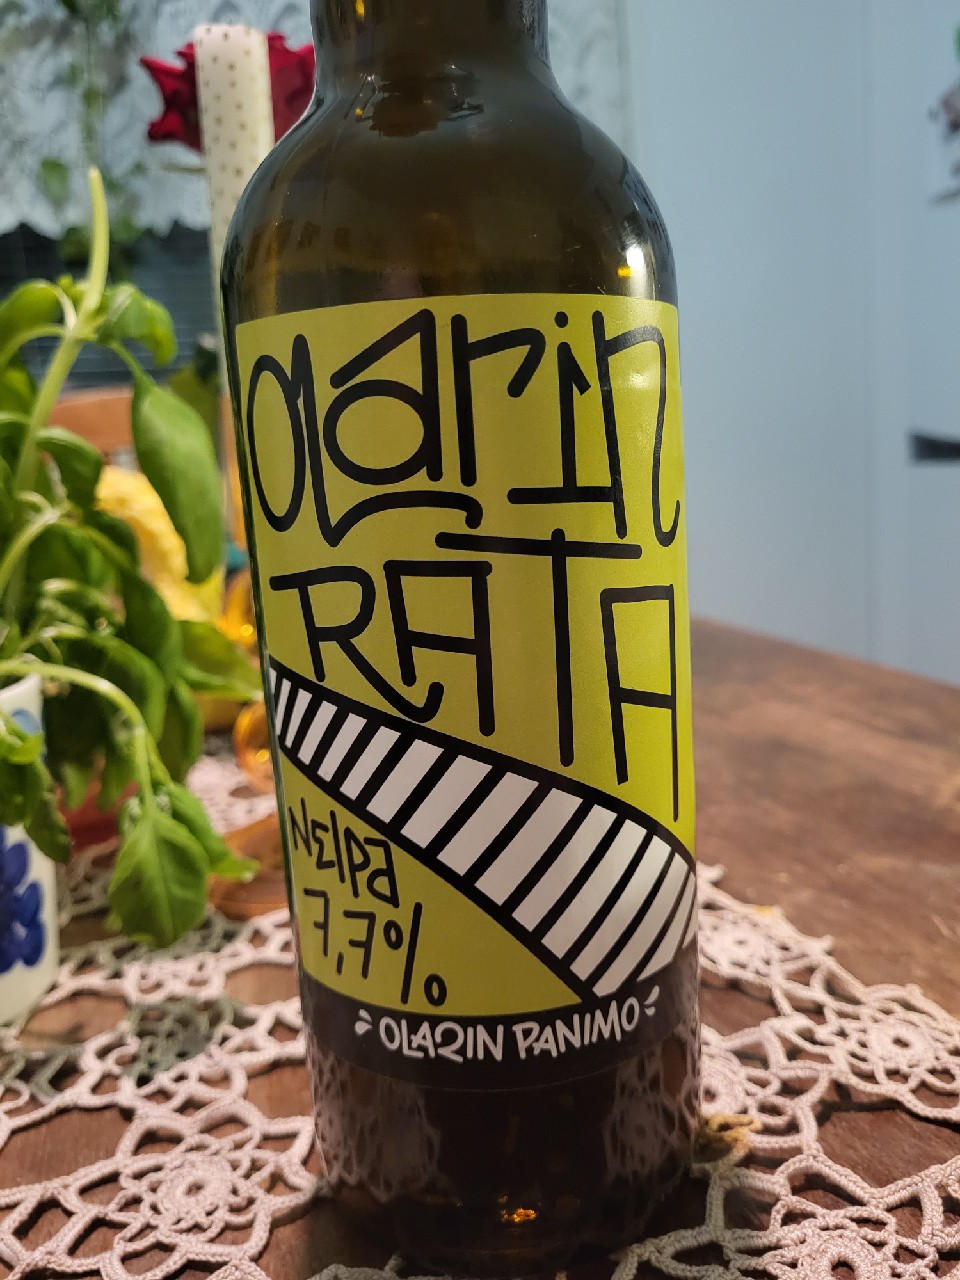 OLarin
RATA
NEIPA
7,7%
OLARIN PANIMO